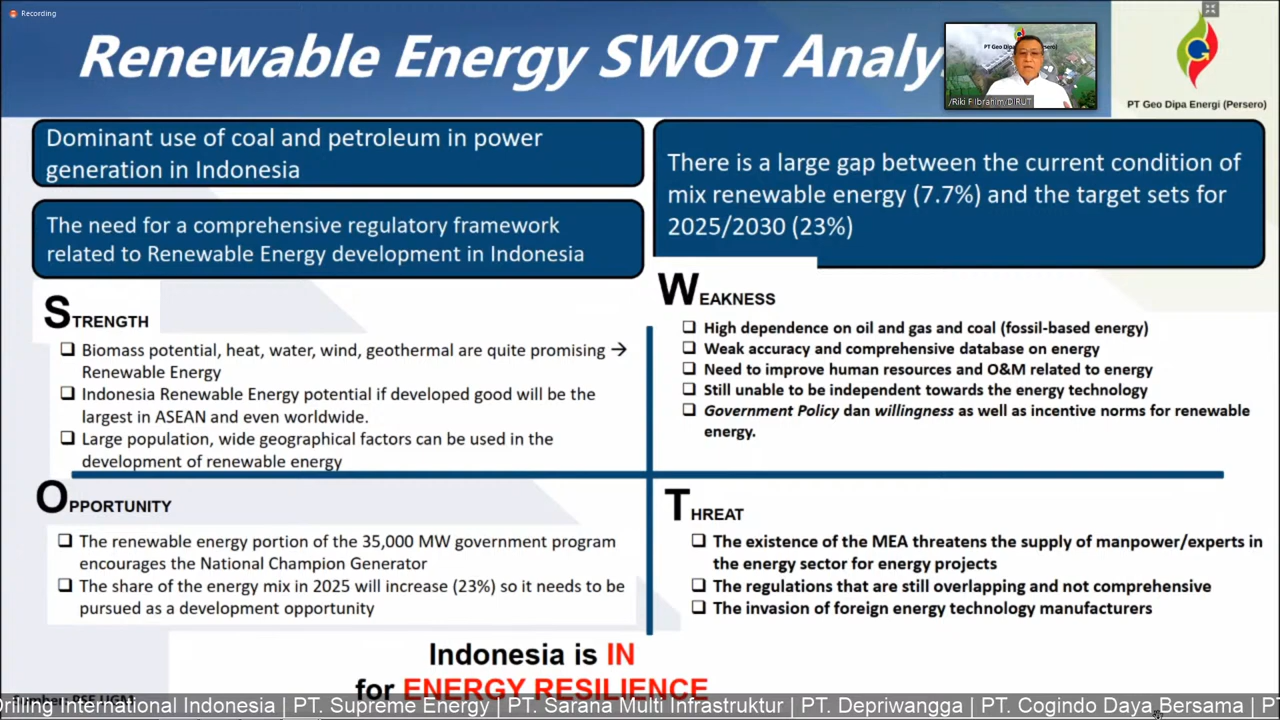 Recording
Renewable Energy SWOT Analy
PT Geo Dipa (Persero)
/Riki F Ibrahim/DIRUT
PT Geo Dipa Energi (Persero)
Dominant use of coal and petroleum in power
generation in Indonesia
The need for a comprehensive regulatory framework
related to Renewable Energy development in Indonesia
There is a large gap between the current condition of
mix renewable energy (7.7%) and the target sets for
2025/2030 (23%)
STRENGTH
❑ Biomass potential, heat, water, wind, geothermal are quite promising →
Renewable Energy
❑ Indonesia Renewable Energy potential if developed good will be the
largest in ASEAN and even worldwide.
❑ Large population, wide geographical factors can be used in the
development of renewable energy
WEAKNESS
❑ High dependence on oil and gas and coal (fossil-based energy)
❑ Weak accuracy and comprehensive database on energy
❑ Need to improve human resources and O&M related to energy
❑ Still unable to be independent towards the energy technology
❑ Government Policy dan willingness as well as incentive norms for renewable
energy.
OPPORTUNITY
❑ The renewable energy portion of the 35,000 MW government program
encourages the National Champion Generator
❑ The share of the energy mix in 2025 will increase (23%) so it needs to be
pursued as a development opportunity
THREAT
❑ The existence of the MEA threatens the supply of manpower/experts in
the energy sector for energy projects
❑ The regulations that are still overlapping and not comprehensive
❑ The invasion of foreign energy technology manufacturers
Indonesia is IN
for ENERGY RESILIENCE
Drilling International Indonesia | PT. Supreme Energy | PT. Sarana Multi Infrastruktur | PT. Depriwangga | PT. Cogindo Daya Bersama | P